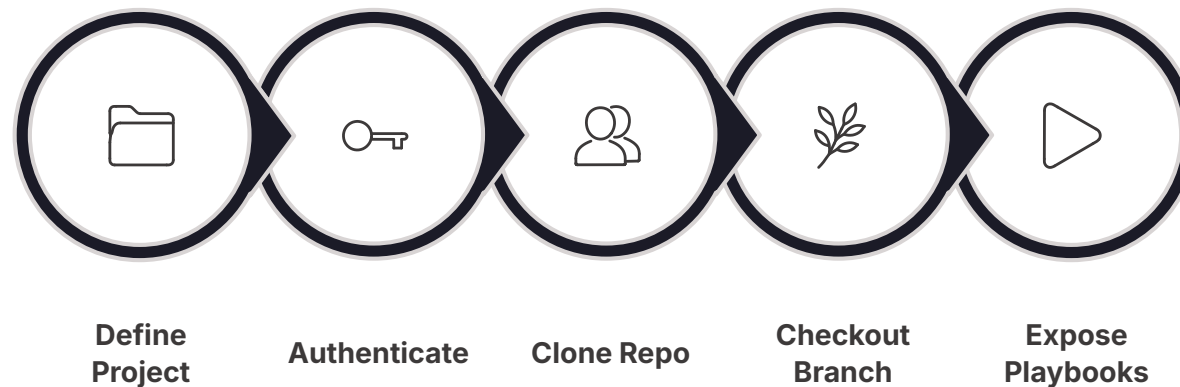 Define
Project
Authenticate
Clone Repo
Checkout
Branch
Expose
Playbooks